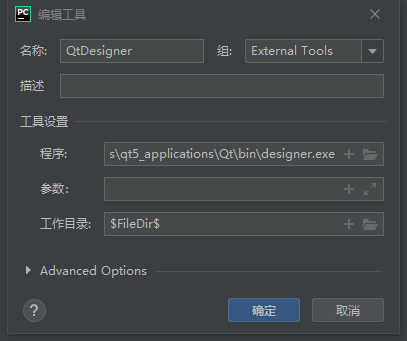 PC 编辑工具
名称: QtDesigner 组: External Tools
描述
工具设置
程序: s\qt5_applications\Qt\bin\designer.exe
参数:
工作目录: $FileDir$
Advanced Options
? 确定 取消